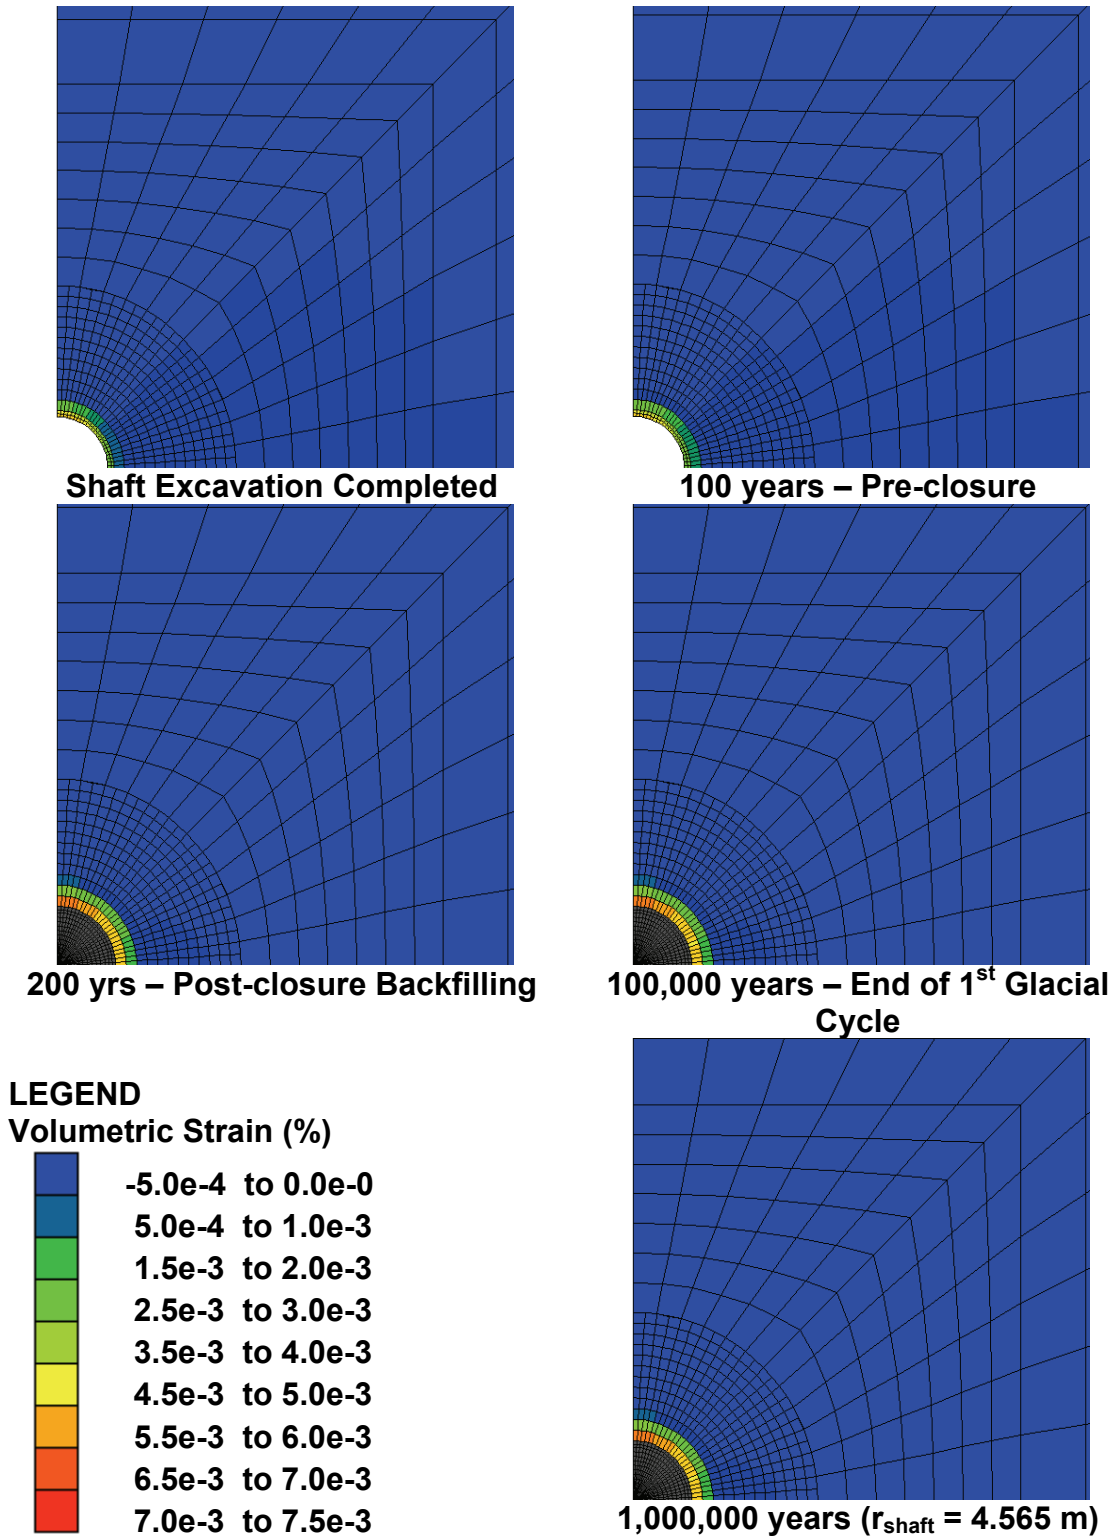 Shaft Excavation Completed
100 years – Pre-closure
200 yrs – Post-closure Backfilling
100,000 years – End of 1st Glacial
Cycle
LEGEND
Volumetric Strain (%)
-5.0e-4 to 0.0e-0
5.0e-4 to 1.0e-3
1.5e-3 to 2.0e-3
2.5e-3 to 3.0e-3
3.5e-3 to 4.0e-3
4.5e-3 to 5.0e-3
5.5e-3 to 6.0e-3
6.5e-3 to 7.0e-3
7.0e-3 to 7.5e-3
1,000,000 years (rshaft = 4.565 m)